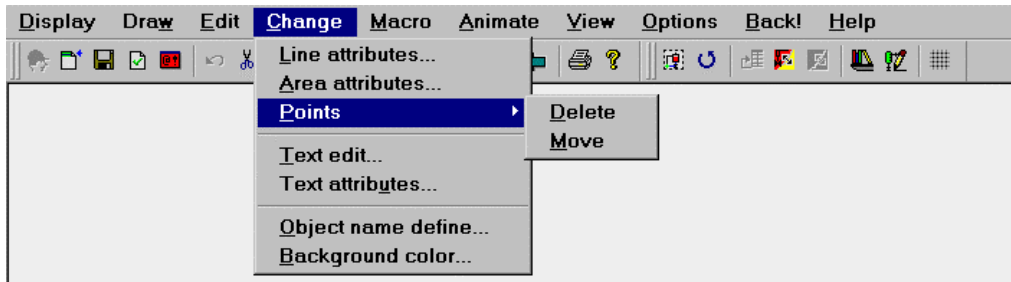 Display Draw Edit Change Macro Animate View Options Back! Help
Line attributes...
Area attributes...
Points
Delete
Move
Text edit...
Text attributes...
Object name define...
Background color...